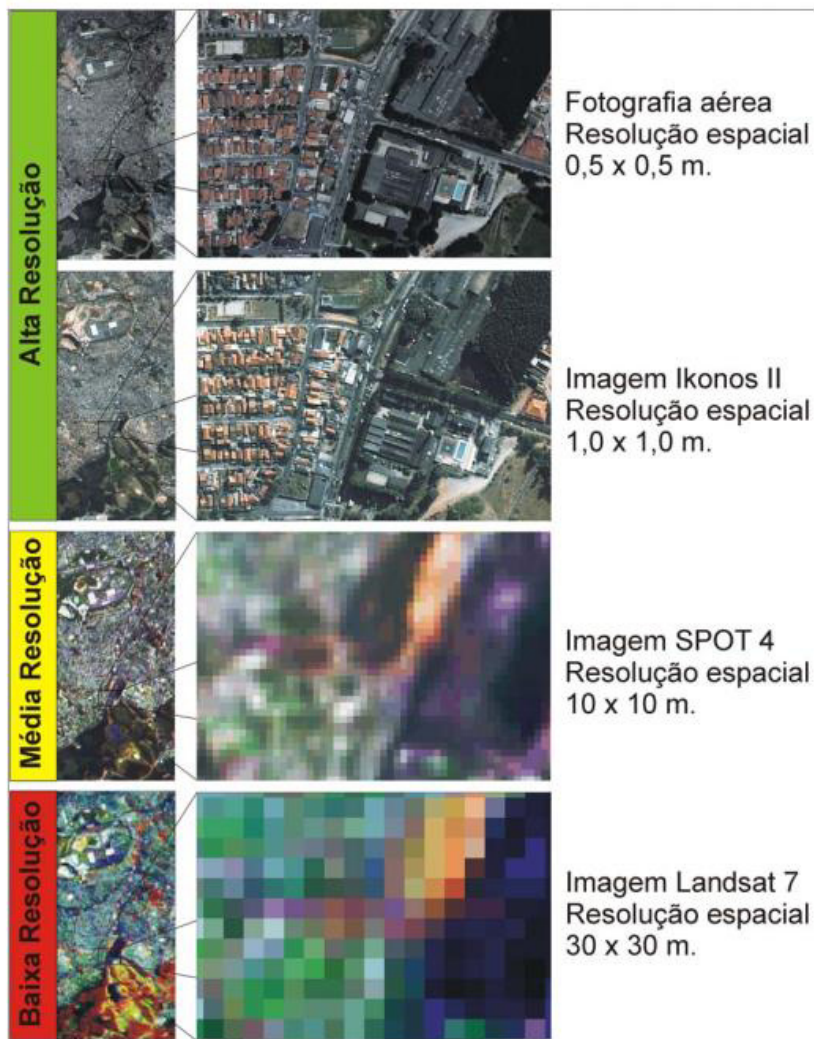 Alta Resolução
Fotografia aérea
Resolução espacial
0,5 x 0,5 m.
Imagem Ikonos II
Resolução espacial
1,0 x 1,0 m.
Média Resolução
Imagem SPOT 4
Resolução espacial
10 x 10 m.
Baixa Resolução
Imagem Landsat 7
Resolução espacial
30 x 30 m.